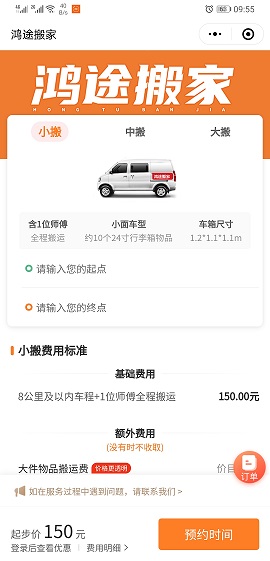 46 2G 40 B/s 60 09:55
鸿途搬家
鸿途搬家
HONG TU BAN JIA
小搬 中搬 大搬
鸿途搬家
含1位师傅 小面车型 车箱尺寸
全程搬运 约10个24寸行李箱物品 1.2*1.1*1.1m
请输入您的起点
请输入您的终点
小搬费用标准
基础费用
8公里及以内车程+1位师傅全程搬运 150.00元
额外费用
(没有时不收取)
大件物品搬运费 价格更透明 价目
订单
如在服务过程中遇到问题，请联系我们 >
起步价 150 元 预约时间
登录后查看优惠 费用明细 >